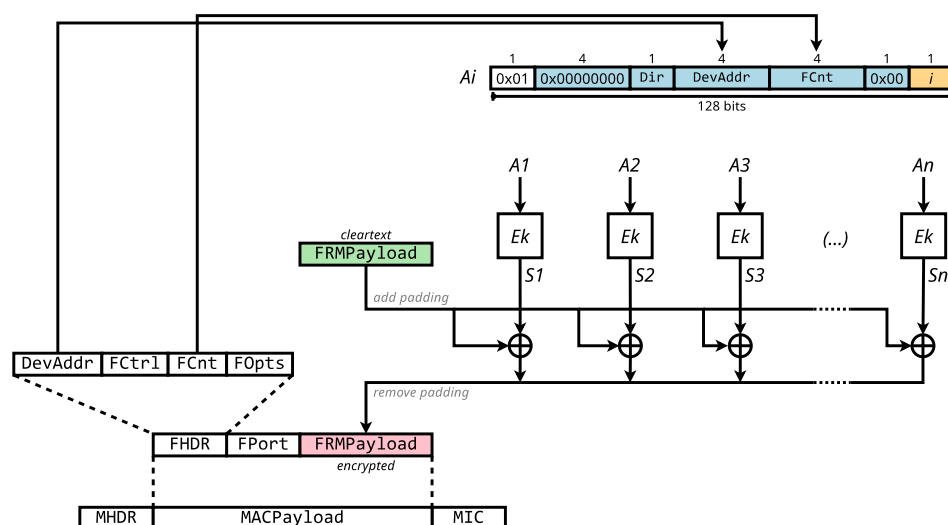 1 4 1 4 4 1 1
Ai 0x01 0x00000000 Dir DevAddr FCnt 0x00 i
128 bits
A1 A2 A3 An
cleartext
FRMPayload
Ek Ek Ek (...) Ek
S1 S2 S3 Sn
add padding
DevAddr FCtrl FCnt FOpts
remove padding
FHDR FPort FRMPayload
encrypted
MHDR MACPayload MIC